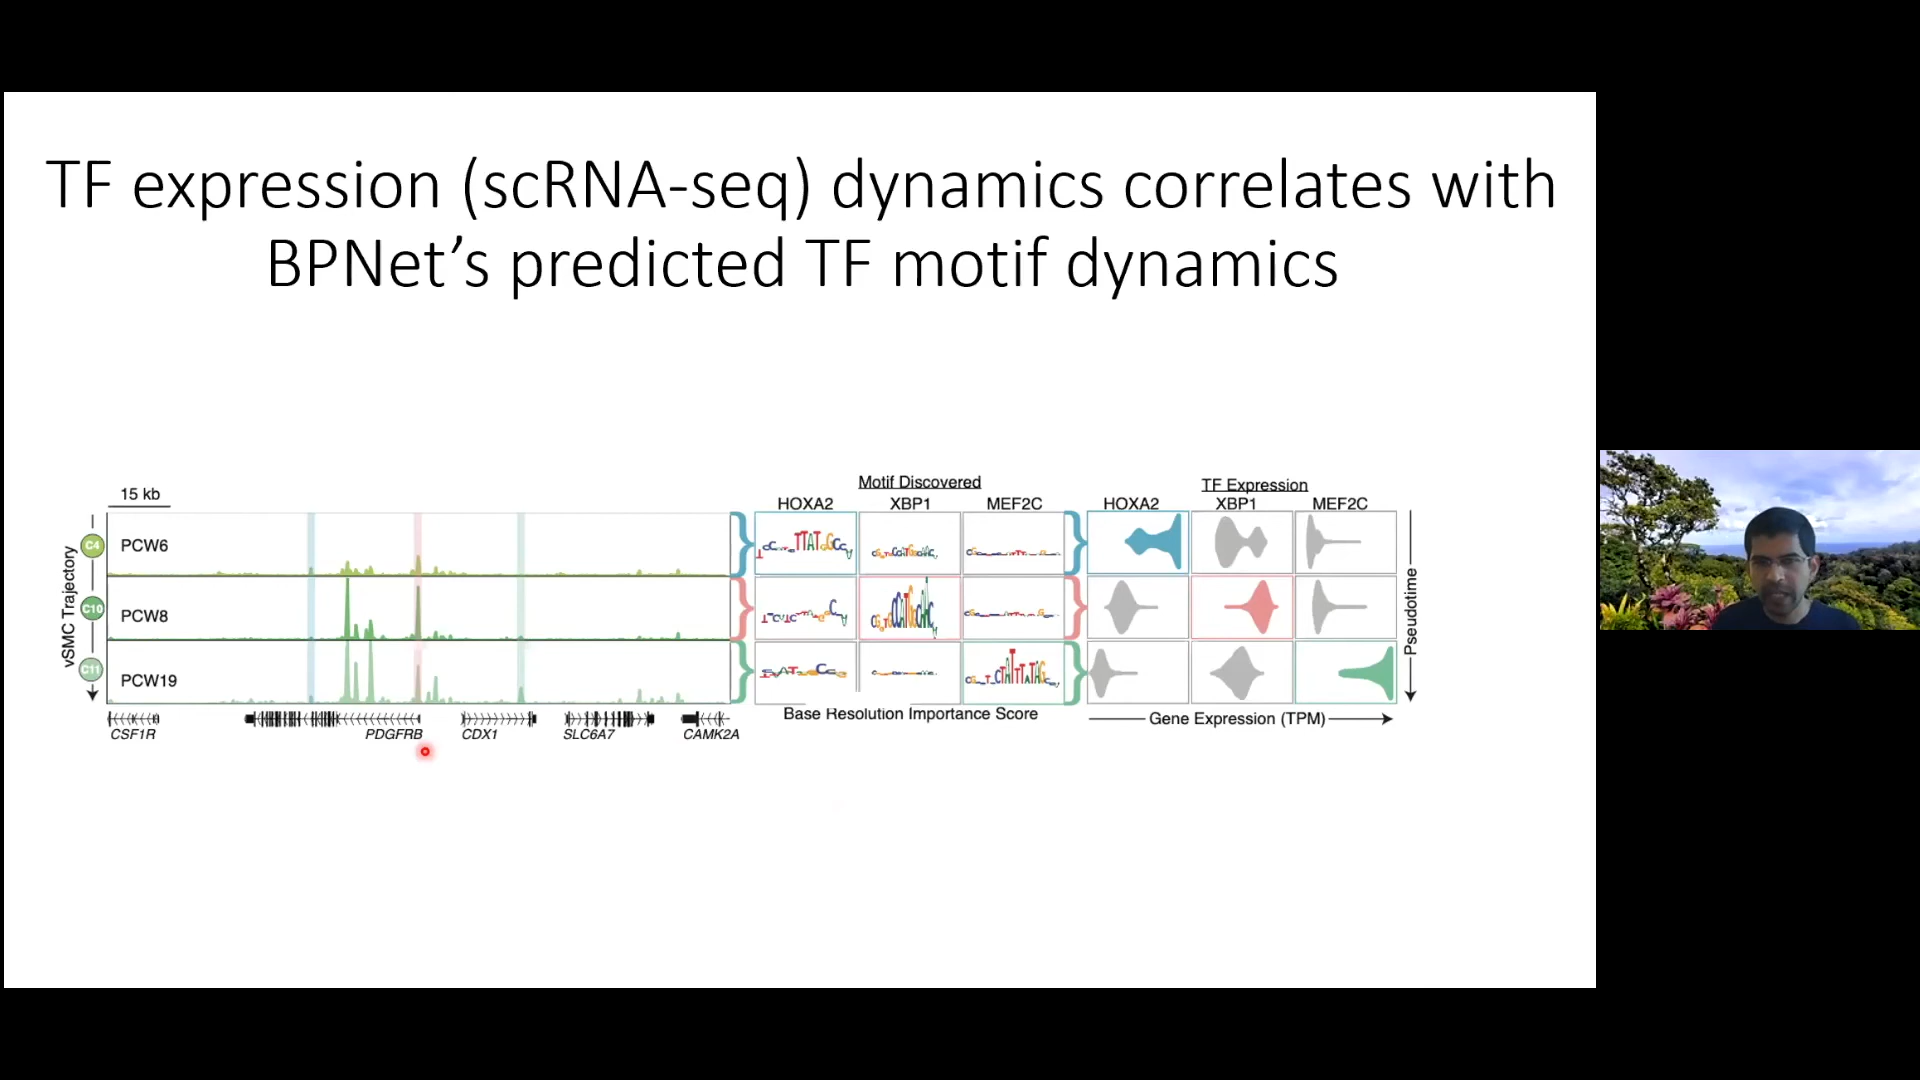 TF expression (scRNA-seq) dynamics correlates with
BPNet’s predicted TF motif dynamics
15 kb
vSMC Trajectory
C4
PCW6
C10
PCW8
C11
PCW19
CSF1R
PDGFRB
CDX1
SLC6A7
CAMK2A
Motif Discovered
HOXA2 XBP1 MEF2C
Base Resolution Importance Score
TF Expression
HOXA2 XBP1 MEF2C
Gene Expression (TPM)
Pseudotime